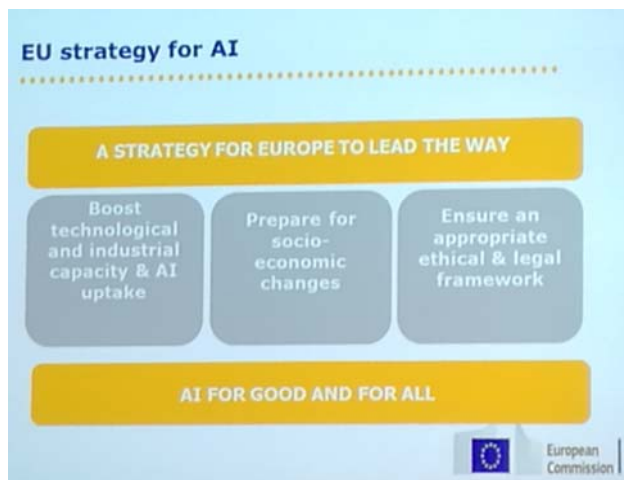 EU strategy for AI
A STRATEGY FOR EUROPE TO LEAD THE WAY
Boost
technological
and industrial
capacity & AI
uptake
Prepare for
socio-
economic
changes
Ensure an
appropriate
ethical & legal
framework
AI FOR GOOD AND FOR ALL
European
Commission